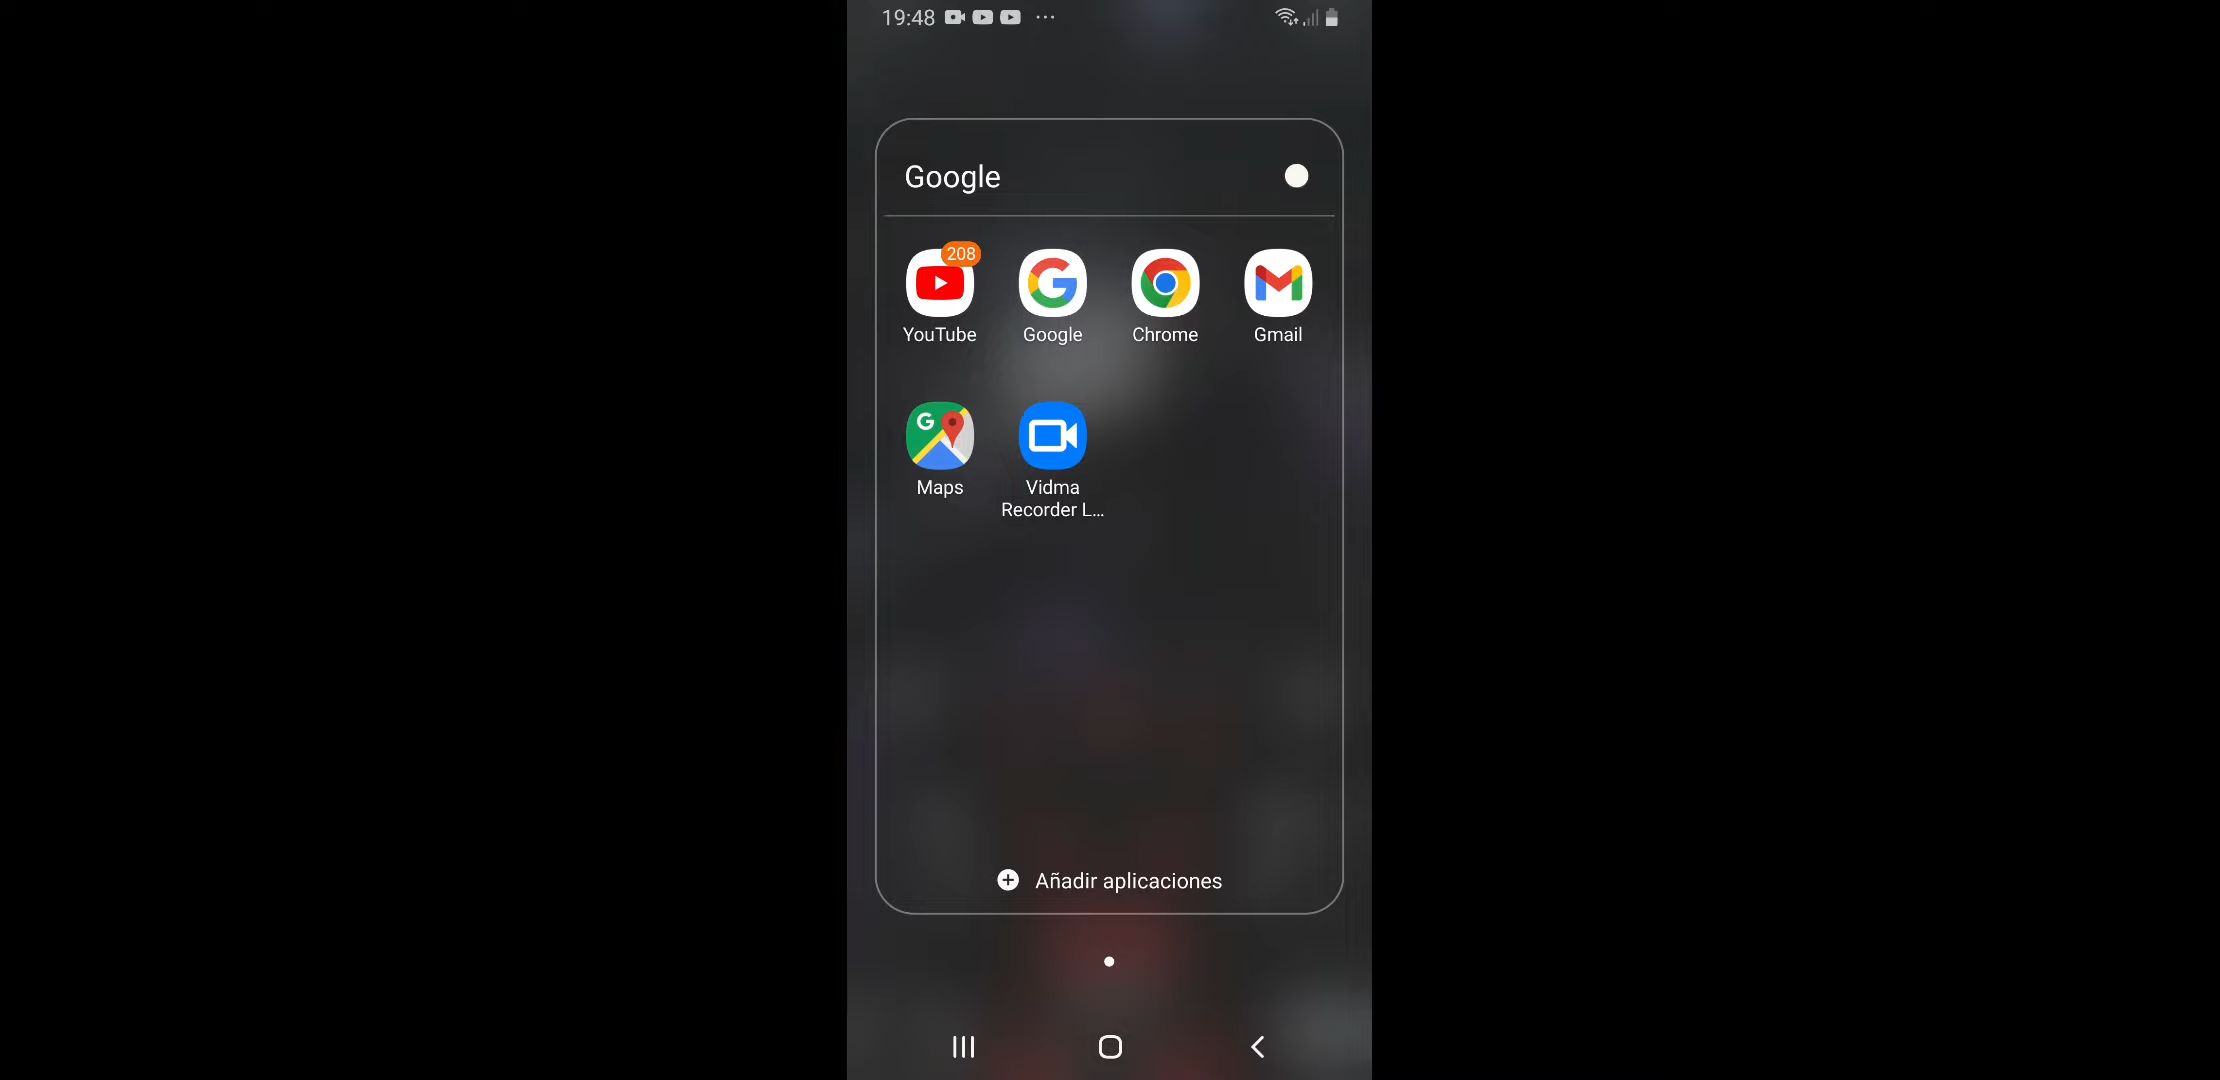 19:48
Google
208
YouTube
Google
Chrome
Gmail
G
Maps
Vidma
Recorder L...
Añadir aplicaciones